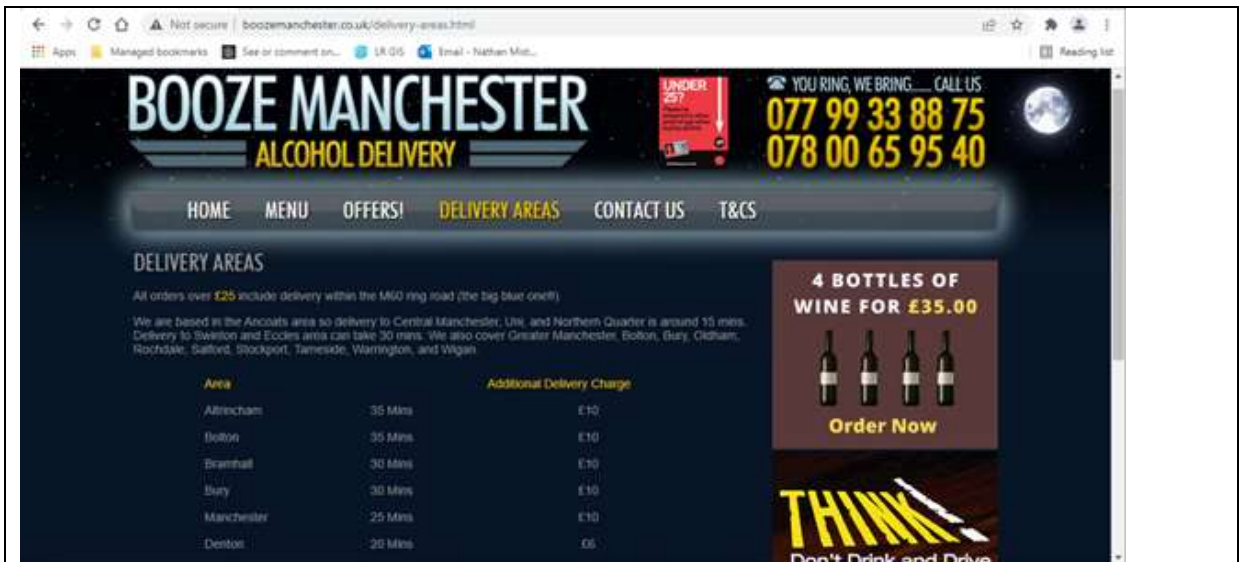 Not secure | boozemanchester.co.uk/delivery-areas.html
Apps Managed bookmarks See or comment on... LR GIS Email - Nathan Mist... Reading list
BOOZE MANCHESTER
ALCOHOL DELIVERY
UNDER
25?
YOU RING, WE BRING...... CALL US
077 99 33 88 75
078 00 65 95 40
HOME MENU OFFERS! DELIVERY AREAS CONTACT US T&CS
DELIVERY AREAS
All orders over £25 include delivery within the M60 ring road (the big blue one!!)
We are based in the Ancoats area so delivery to Central Manchester, Uni, and Northern Quarter is around 15 mins.
Delivery to Swinton and Eccles area can take 30 mins. We also cover Greater Manchester, Bolton, Bury, Oldham,
Rochdale, Salford, Stockport, Tameside, Warrington, and Wigan.
Area Additional Delivery Charge
Altrincham 35 Mins £10
Bolton 35 Mins £10
Bramhall 30 Mins £10
Bury 30 Mins £10
Manchester 25 Mins £10
Denton 20 Mins £6
4 BOTTLES OF
WINE FOR £35.00
Order Now
THINK!
Don't Drink and Drive